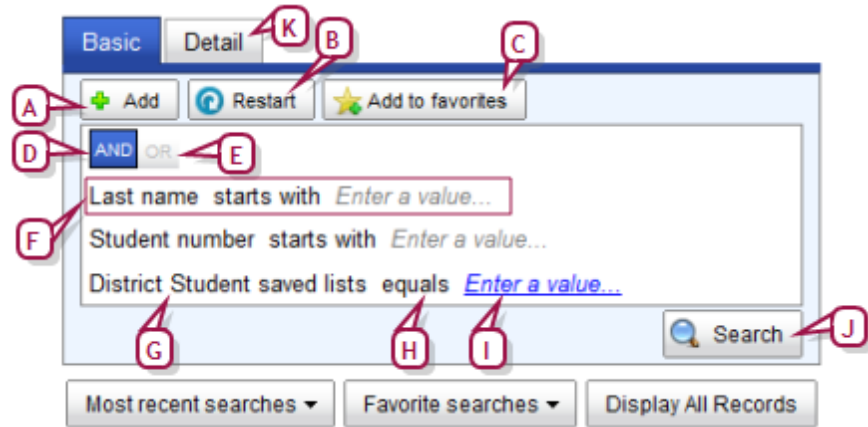 Basic Detail K B C
A Add Restart Add to favorites
D AND OR E
Last name starts with Enter a value...
F
Student number starts with Enter a value...
District Student saved lists equals Enter a value...
G H I Search J
Most recent searches Favorite searches Display All Records